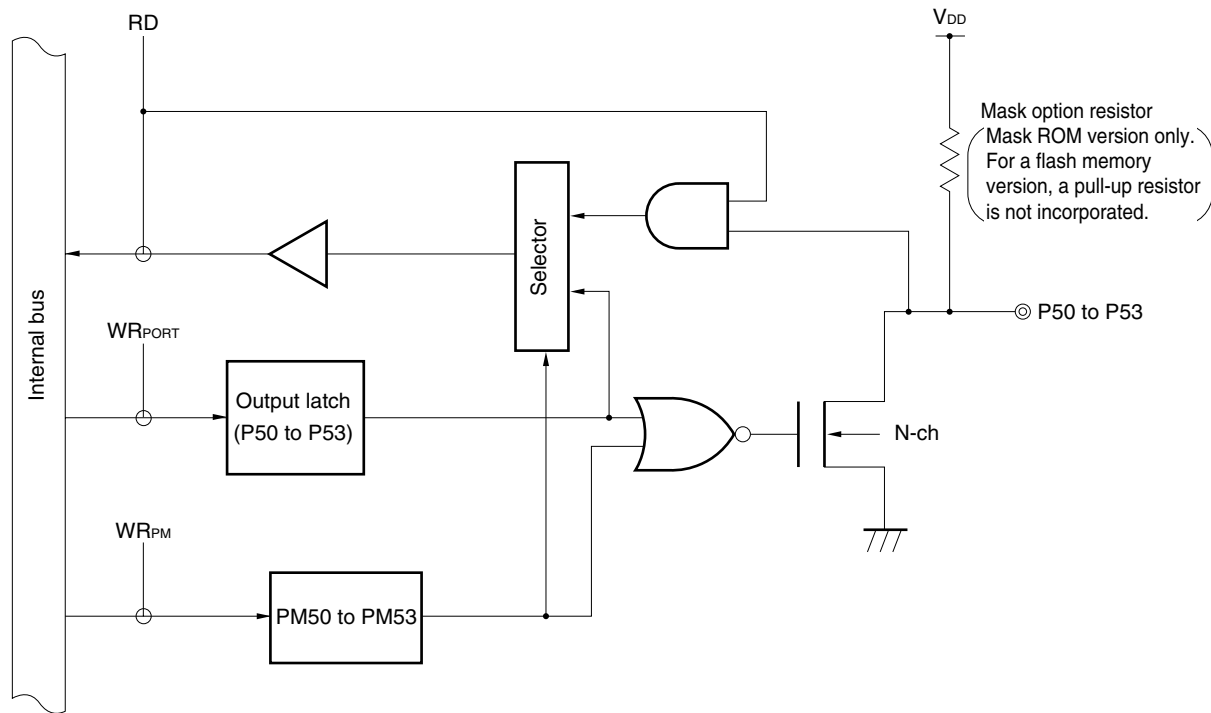 RD
VDD
Mask option resistor
Mask ROM version only.
For a flash memory
version, a pull-up resistor
is not incorporated.
Selector
Internal bus
P50 to P53
WRPORT
Output latch
(P50 to P53)
N-ch
WRPM
PM50 to PM53